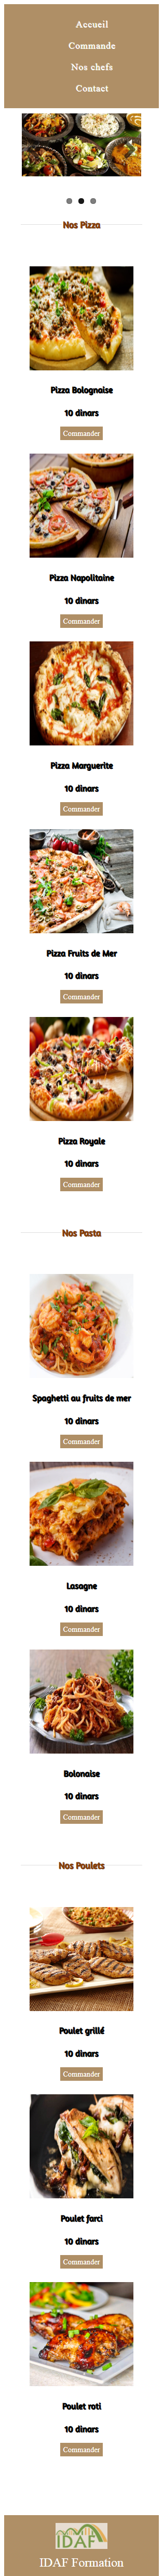 Accueil
Commande
Nos chefs
Contact
Nos Pizza
Pizza Bolognaise
10 dinars
Commander
Pizza Napolitaine
10 dinars
Commander
Pizza Marguerite
10 dinars
Commander
Pizza Fruits de Mer
10 dinars
Commander
Pizza Royale
10 dinars
Commander
Nos Pasta
Spaghetti au fruits de mer
10 dinars
Commander
Lasagne
10 dinars
Commander
Bolonaise
10 dinars
Commander
Nos Poulets
Poulet grillé
10 dinars
Commander
Poulet farci
10 dinars
Commander
Poulet roti
10 dinars
Commander
IDAF
IDAF Formation